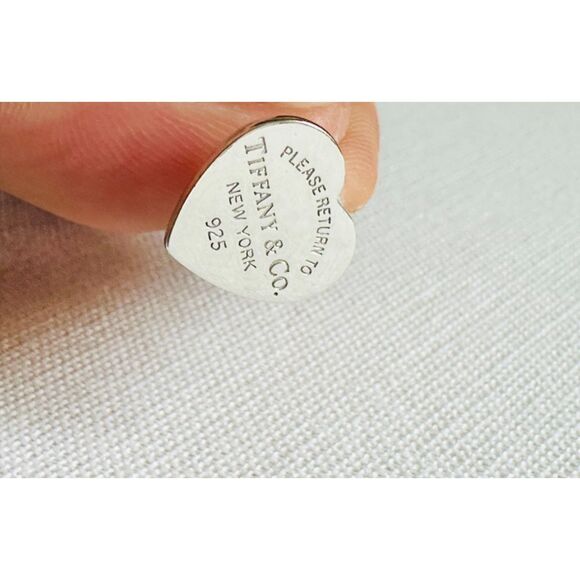 PLEASE RETURN TO
TIFFANY & CO.
NEW YORK
925